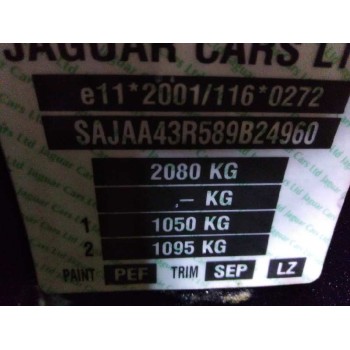 JAGUAR CARS LT
e11*2001/116*0272
SAJAA43R589B24960
2080 KG
,– KG
1 1050 KG
2 1095 KG
PAINT PEF TRIM SEP LZ